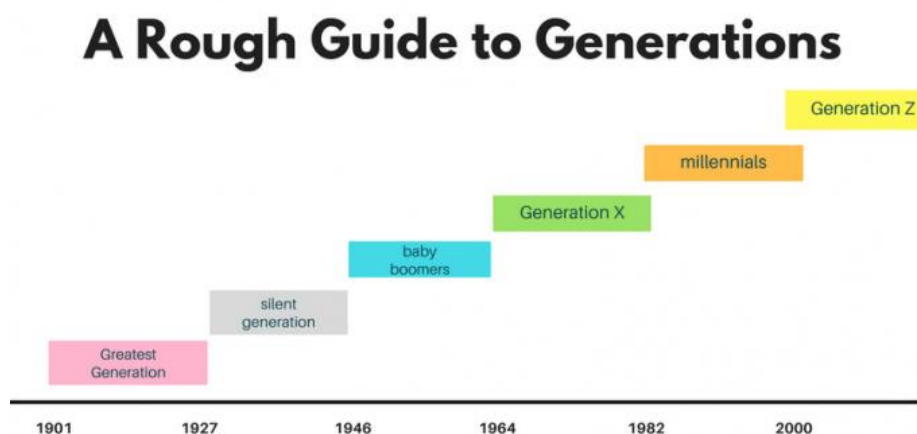 A Rough Guide to Generations
Generation Z
millennials
Generation X
baby
boomers
silent
generation
Greatest
Generation
1901 1927 1946 1964 1982 2000